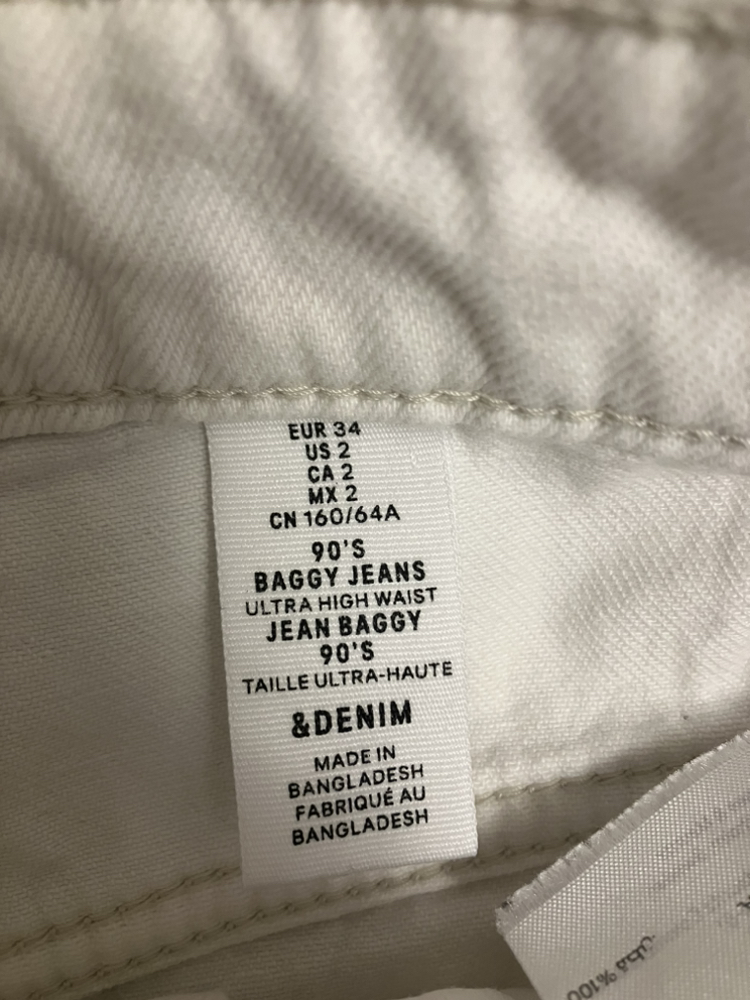 EUR 34
US 2
CA 2
MX 2
CN 160/64A
90'S
BAGGY JEANS
ULTRA HIGH WAIST
JEAN BAGGY
90'S
TAILLE ULTRA-HAUTE
&DENIM
MADE IN
BANGLADESH
FABRIQUÉ AU
BANGLADESH